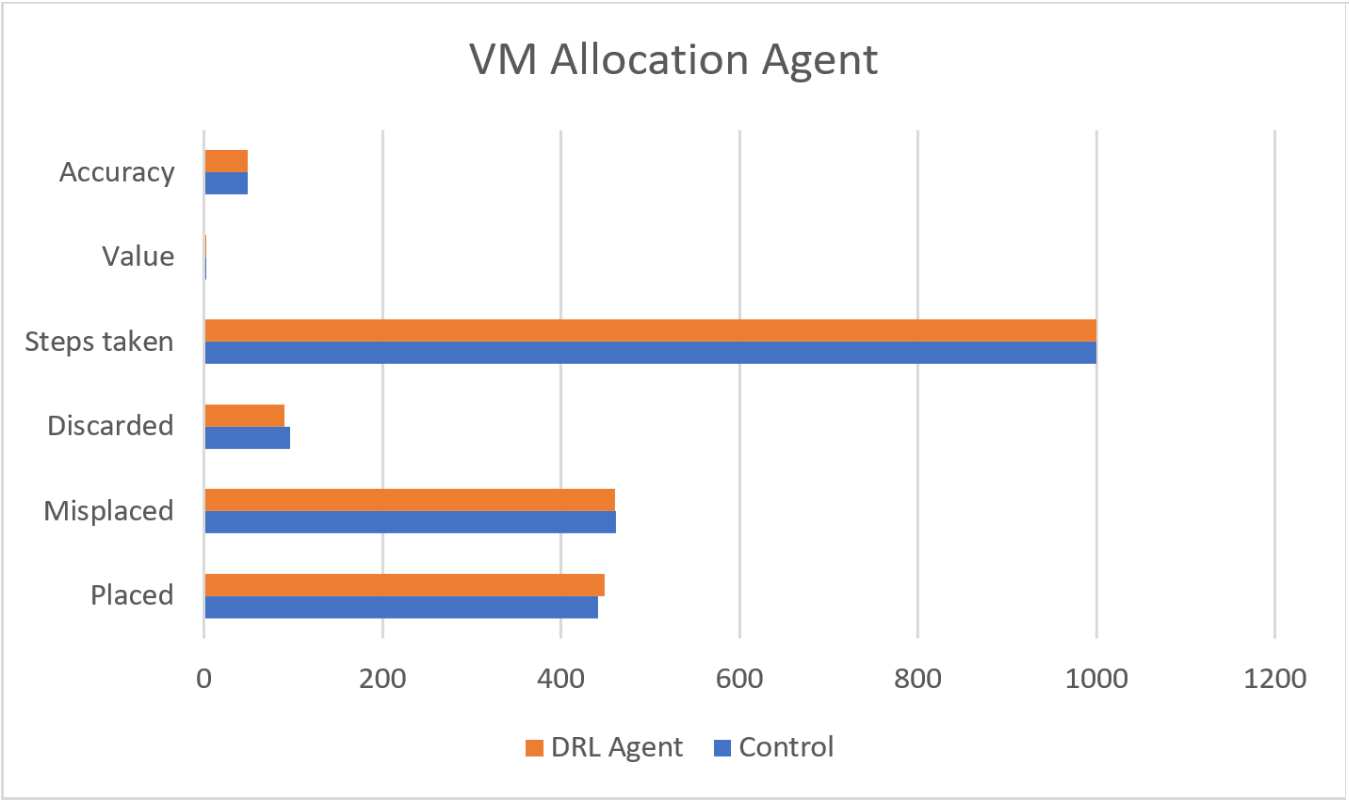 VM Allocation Agent
Accuracy
Value
Steps taken
Discarded
Misplaced
Placed
0 200 400 600 800 1000 1200
DRL Agent Control